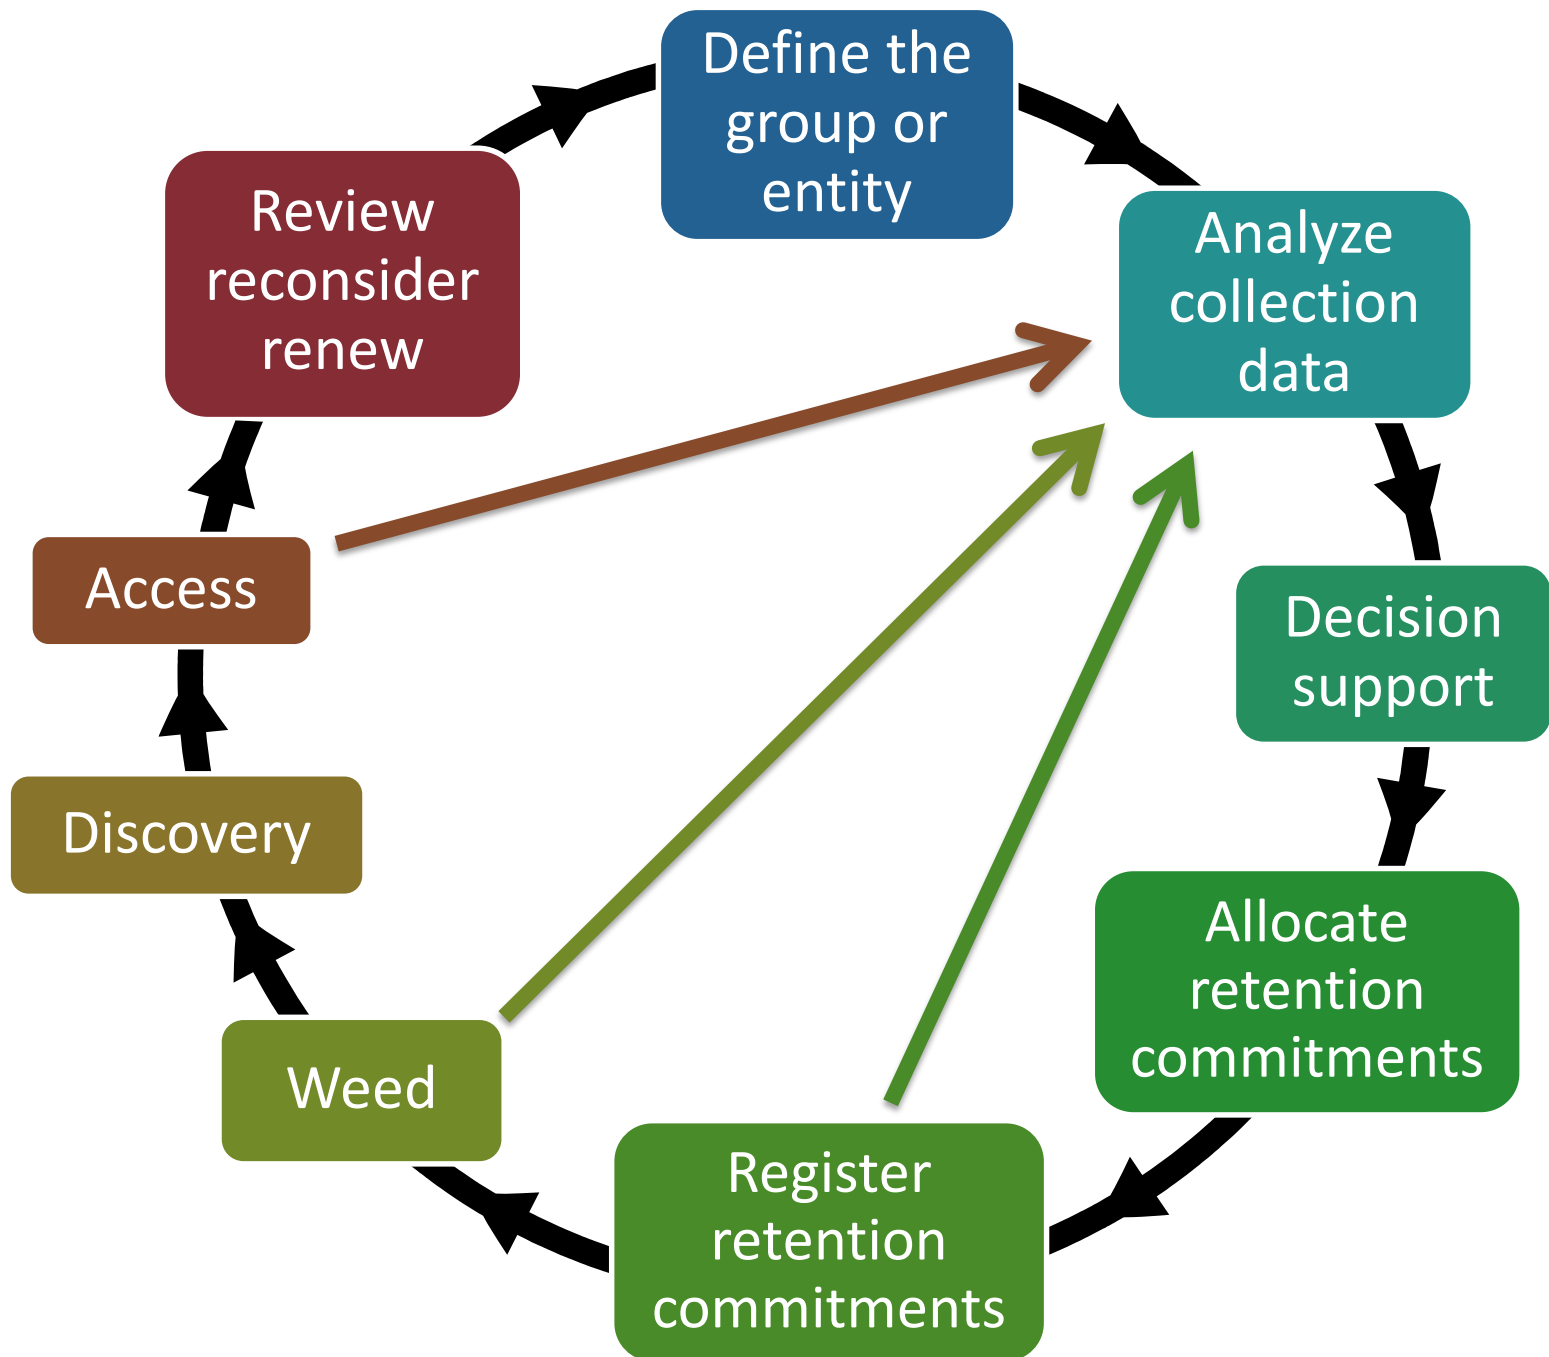 Define the
group or
entity
Analyze
collection
data
Decision
support
Allocate
retention
commitments
Register
retention
commitments
Weed
Discovery
Access
Review
reconsider
renew